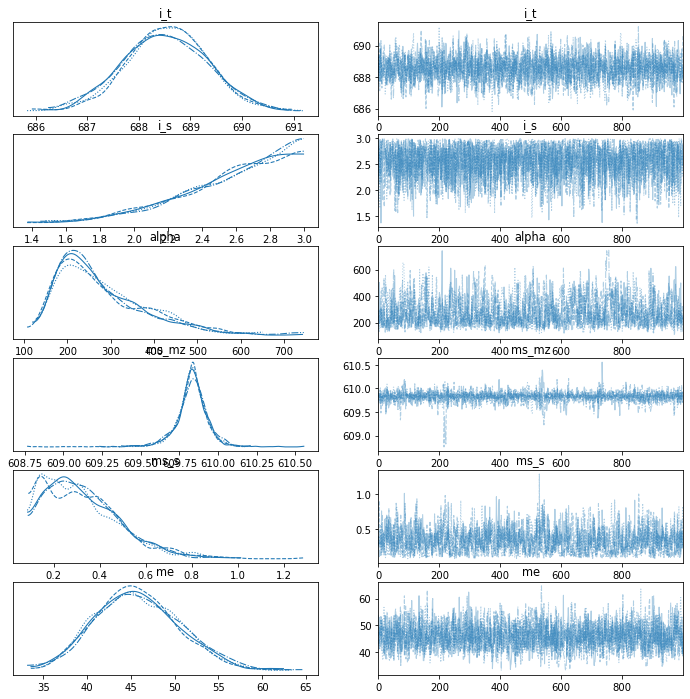 i_t
i_t
690
688
686
686 687 688 689 690 691
0 200 400 600 800
i_s
i_s
3.0
2.5
2.0
1.5
1.4 1.6 1.8 2.0 2.2 2.4 2.6 2.8 3.0
0 200 400 600 800
alpha
alpha
600
400
200
100 200 300 400 500 600 700
0 200 400 600 800
ms_mz
ms_mz
610.5
610.0
609.5
609.0
608.75 609.00 609.25 609.50 609.75 610.00 610.25 610.50
0 200 400 600 800
ms_s
ms_s
1.0
0.5
0.2 0.4 0.6 0.8 1.0 1.2
0 200 400 600 800
me
me
60
50
40
35 40 45 50 55 60 65
0 200 400 600 800